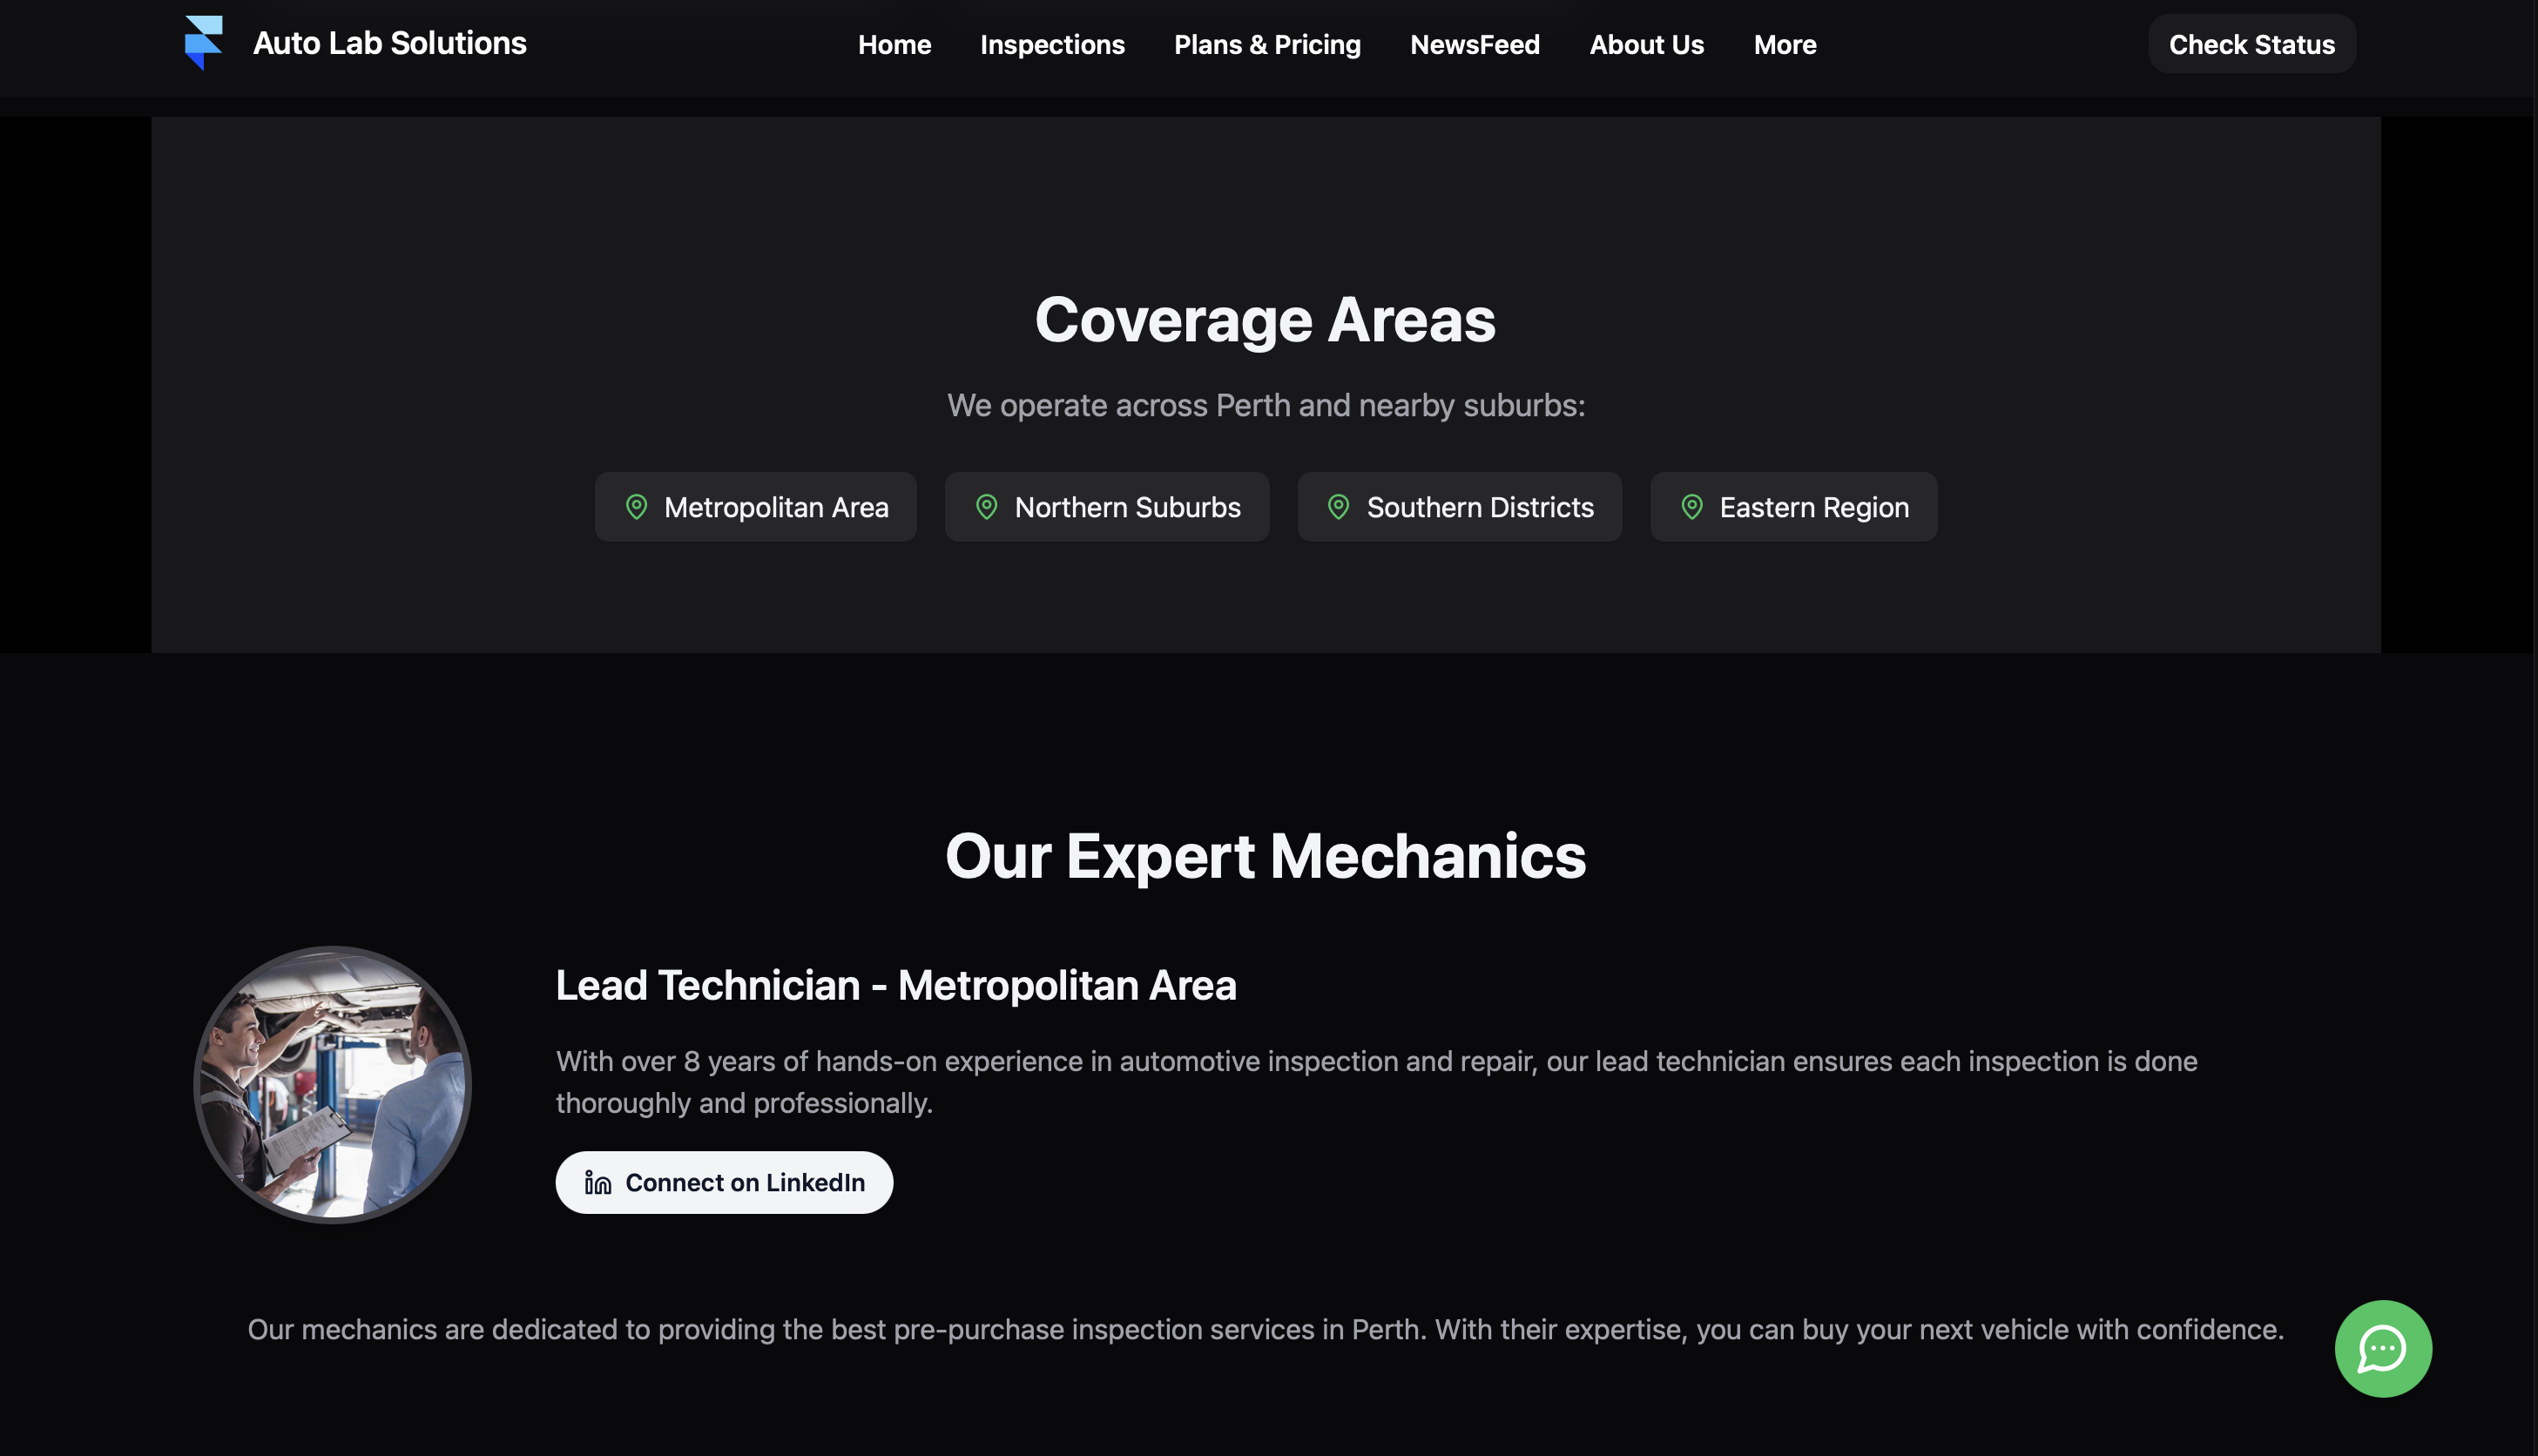 Auto Lab Solutions
Home
Inspections
Plans & Pricing
NewsFeed
About Us
More
Check Status
Coverage Areas
We operate across Perth and nearby suburbs:
Metropolitan Area
Northern Suburbs
Southern Districts
Eastern Region
Our Expert Mechanics
Lead Technician - Metropolitan Area
With over 8 years of hands-on experience in automotive inspection and repair, our lead technician ensures each inspection is done
thoroughly and professionally.
Connect on LinkedIn
Our mechanics are dedicated to providing the best pre-purchase inspection services in Perth. With their expertise, you can buy your next vehicle with confidence.